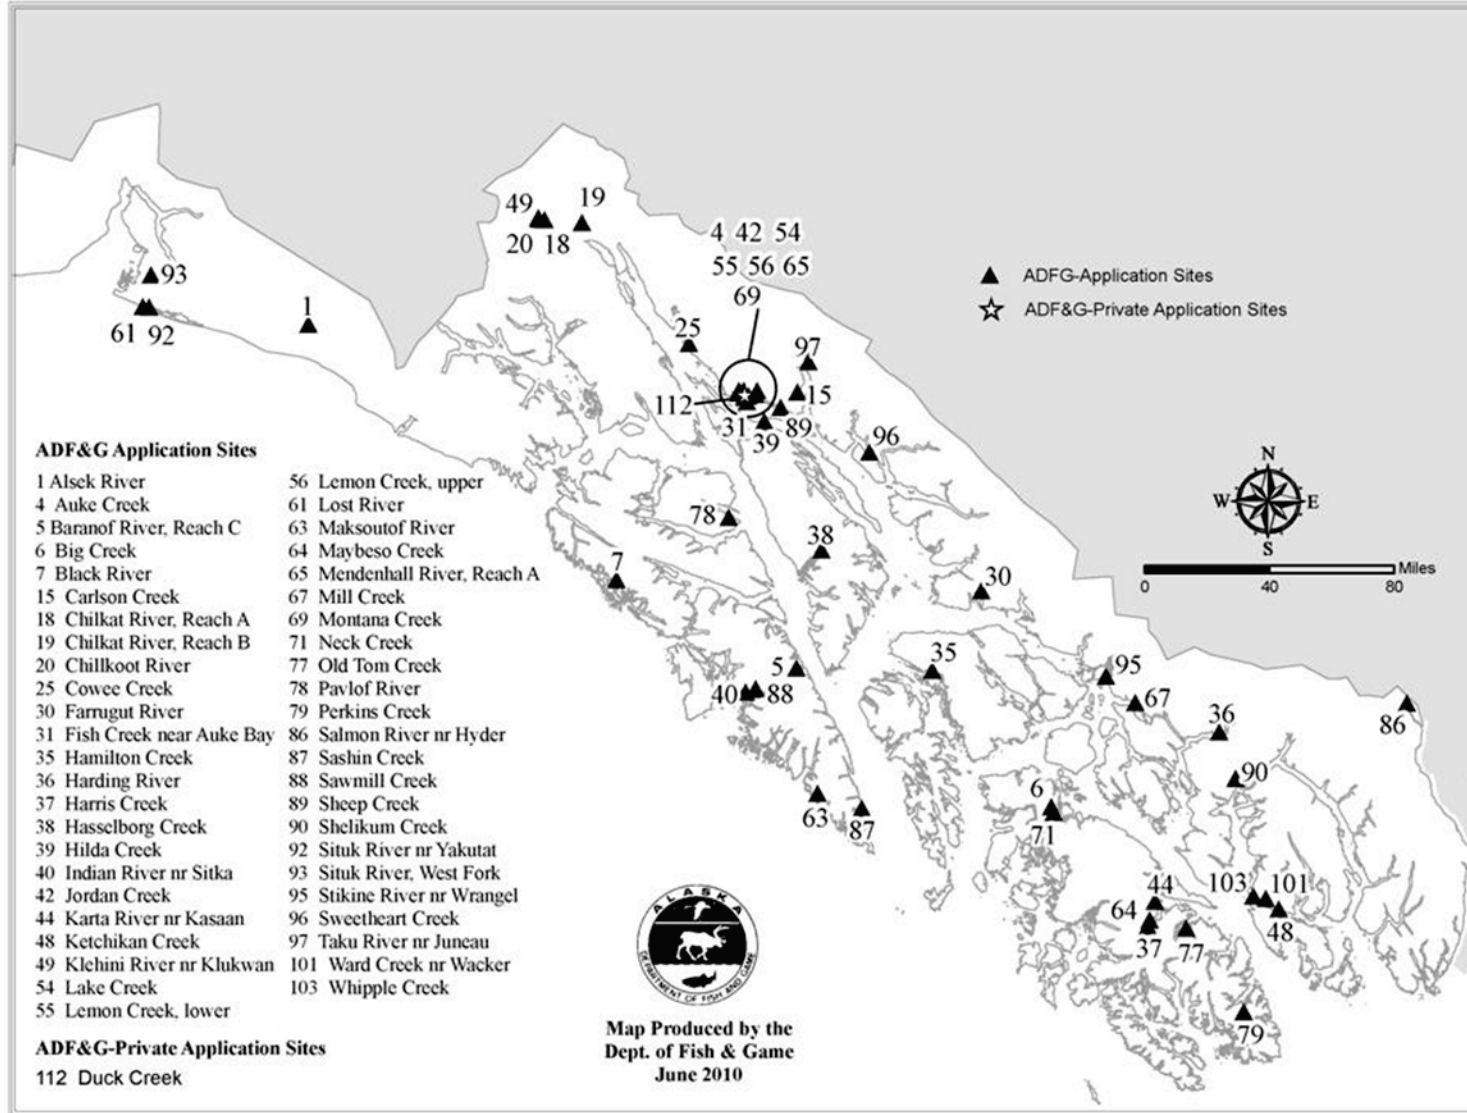 49
19
20
18
4 42 54
55 56 65
69
93
61
92
1
25
97
112
15
31
39
89
96
78
38
7
30
5
40
88
35
95
67
36
86
90
63
87
6
71
103
101
48
44
64
37
77
79
ADFG-Application Sites
ADF&G-Private Application Sites
N
W
E
S
Miles
0
40
80
ADF&G Application Sites
1 Alsek River
4 Auke Creek
5 Baranof River, Reach C
6 Big Creek
7 Black River
15 Carlson Creek
18 Chilkat River, Reach A
19 Chilkat River, Reach B
20 Chillkoot River
25 Cowee Creek
30 Farrugut River
31 Fish Creek near Auke Bay
35 Hamilton Creek
36 Harding River
37 Harris Creek
38 Hasselborg Creek
39 Hilda Creek
40 Indian River nr Sitka
42 Jordan Creek
44 Karta River nr Kasaan
48 Ketchikan Creek
49 Klehini River nr Klukwan
54 Lake Creek
55 Lemon Creek, lower
56 Lemon Creek, upper
61 Lost River
63 Maksoutof River
64 Maybeso Creek
65 Mendenhall River, Reach A
67 Mill Creek
69 Montana Creek
71 Neck Creek
77 Old Tom Creek
78 Pavlof River
79 Perkins Creek
86 Salmon River nr Hyder
87 Sashin Creek
88 Sawmill Creek
89 Sheep Creek
90 Shelikum Creek
92 Situk River nr Yakutat
93 Situk River, West Fork
95 Stikine River nr Wrangel
96 Sweetheart Creek
97 Taku River nr Juneau
101 Ward Creek nr Wacker
103 Whipple Creek
ADF&G-Private Application Sites
112 Duck Creek
ALASKA
DEPARTMENT OF FISH AND GAME
Map Produced by the
Dept. of Fish & Game
June 2010